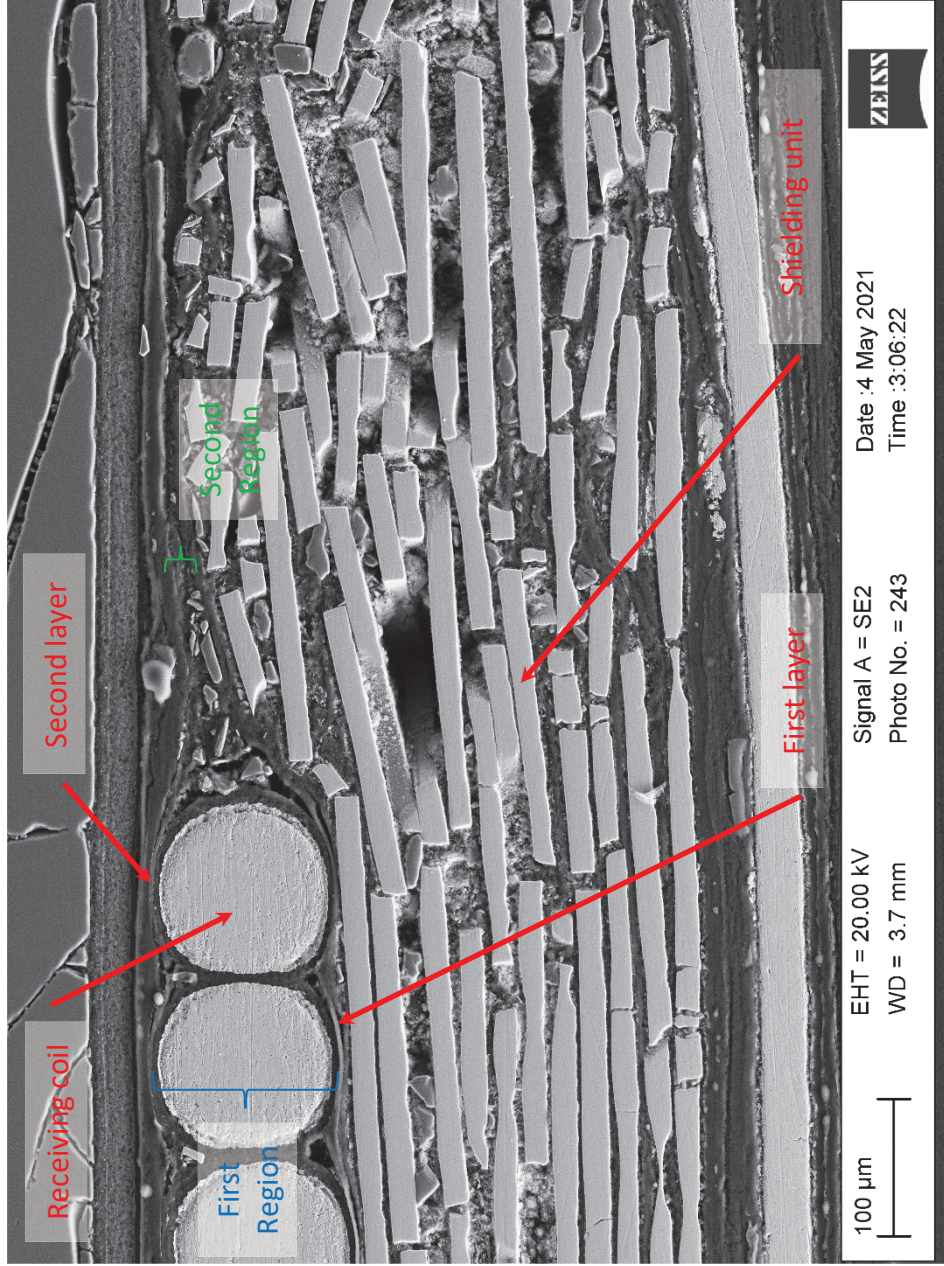 Receiving coil
Second layer
First
Region
Second
Region
First layer
Shielding unit
100 µm
EHT = 20.00 kV
WD = 3.7 mm
Signal A = SE2
Photo No. = 243
Date :4 May 2021
Time :3:06:22
ZEISS